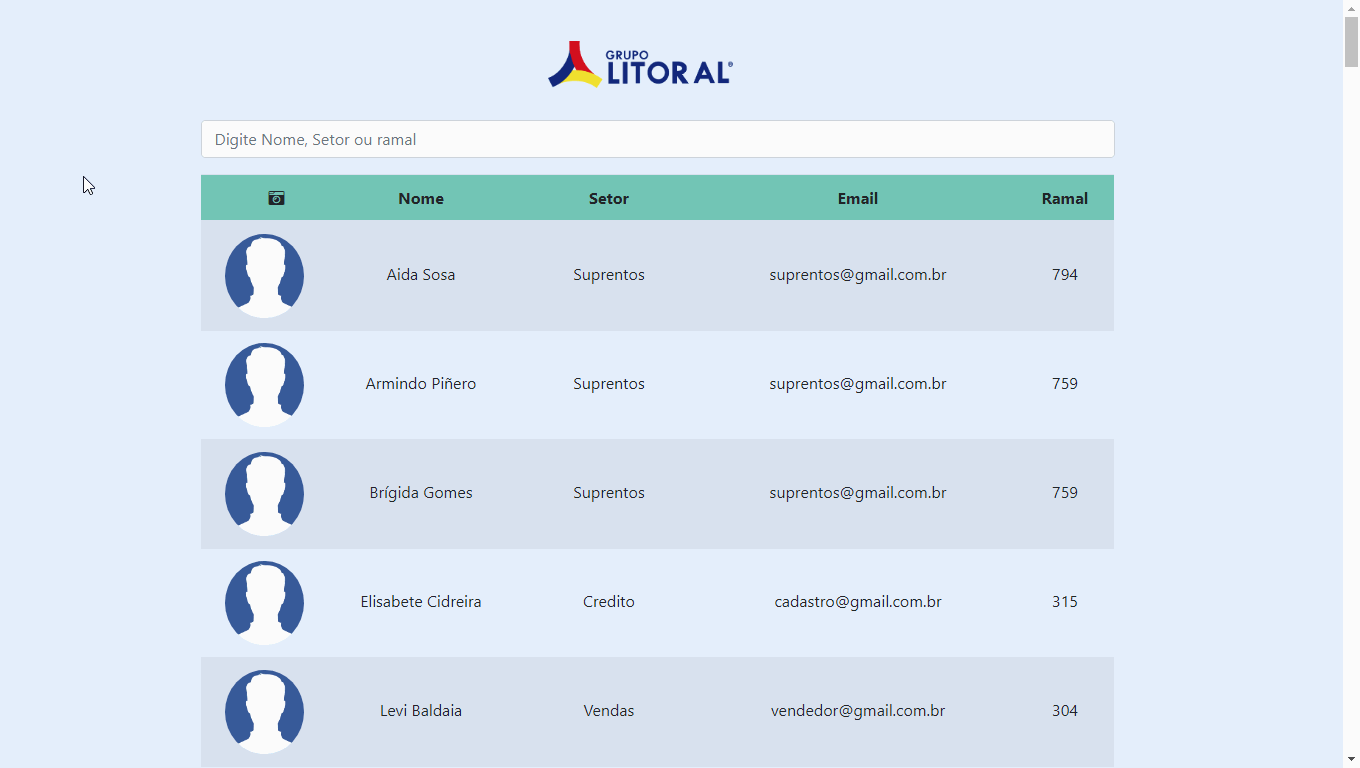 GRUPO
LITORAL®
Digite Nome, Setor ou ramal
Nome Setor Email Ramal
Aida Sosa Suprentos suprentos@gmail.com.br 794
Armindo Piñero Suprentos suprentos@gmail.com.br 759
Brígida Gomes Suprentos suprentos@gmail.com.br 759
Elisabete Cidreira Credito cadastro@gmail.com.br 315
Levi Baldaia Vendas vendedor@gmail.com.br 304